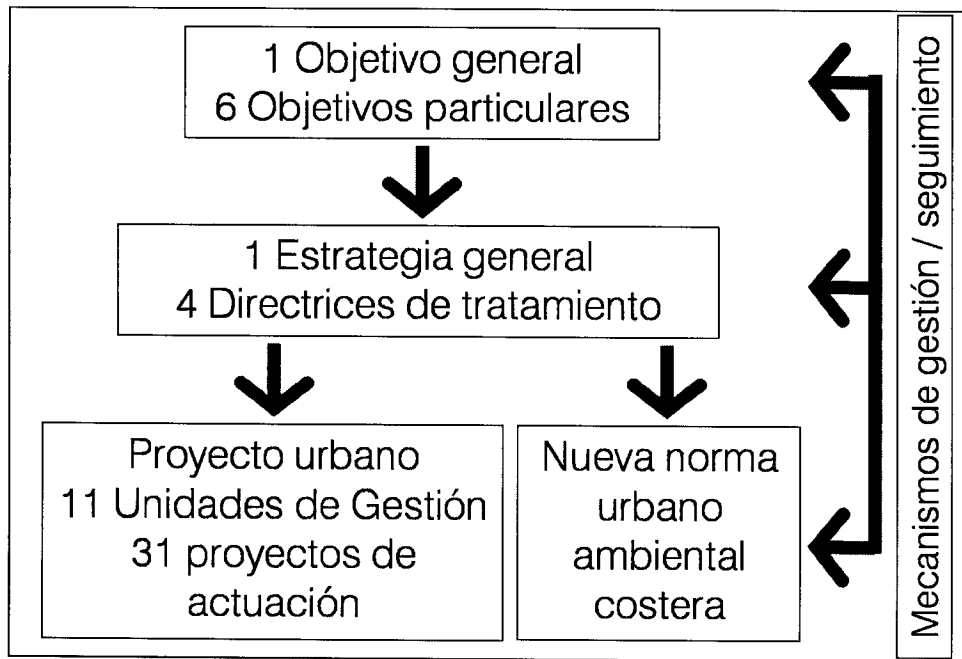 1 Objetivo general
6 Objetivos particulares
1 Estrategia general
4 Directrices de tratamiento
Proyecto urbano
11 Unidades de Gestión
31 proyectos de
actuación
Nueva norma
urbano
ambiental
costera
Mecanismos de gestión / seguimiento